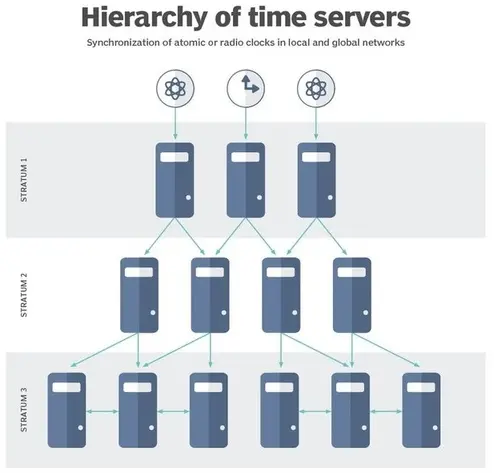 Hierarchy of time servers
Synchronization of atomic or radio clocks in local and global networks
STRATUM 1
STRATUM 2
STRATUM 3